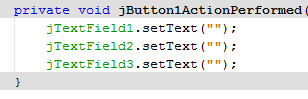 private void jButton1ActionPerformed(
jTextField1.setText("");
jTextField2.setText("");
jTextField3.setText("");
}